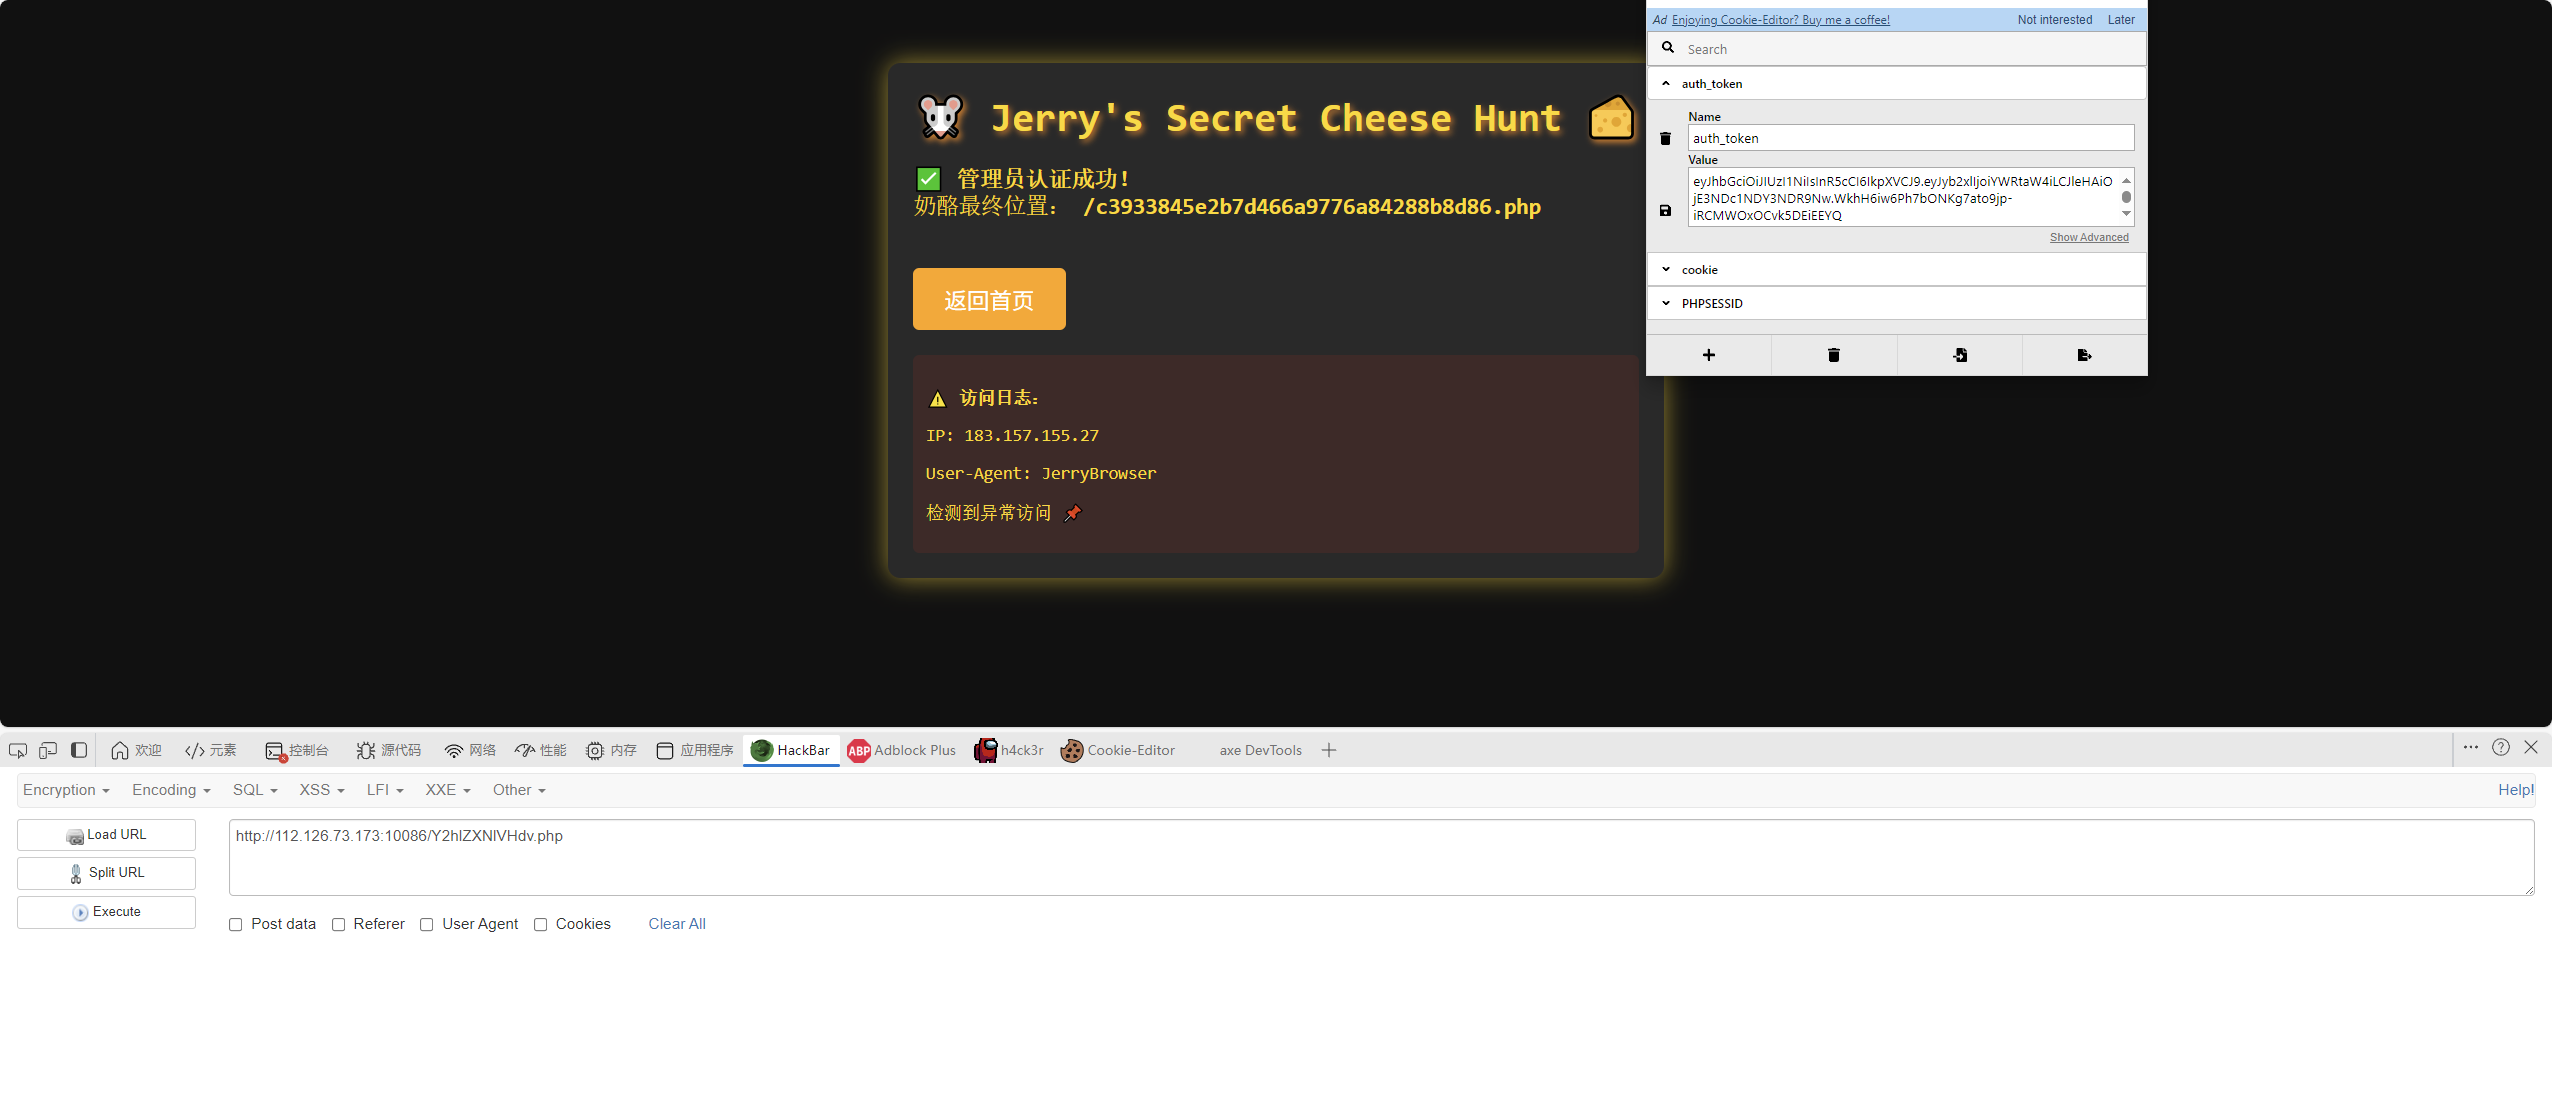 Ad Enjoying Cookie-Editor? Buy me a coffee! Not interested Later
Search
auth_token
Name
auth_token
Value
eyJhbGciOiJIUzI1NiIsInR5cCI6IkpXVCJ9.eyJyb2xlIjoiYWRtaW4iLCJleHAiO
jE3NDc1NDY3NDR9Nw.WkhH6iw6Ph7bONKg7ato9jp-
iRCMWOxOCvk5DEiEEYQ
Show Advanced
cookie
PHPSESSID
Jerry's Secret Cheese Hunt
管理员认证成功！
奶酪最终位置： /c3933845e2b7d466a9776a84288b8d86.php
返回首页
访问日志：
IP: 183.157.155.27
User-Agent: JerryBrowser
检测到异常访问
欢迎 元素 控制台 源代码 网络 性能 内存 应用程序 HackBar ABP Adblock Plus h4ck3r Cookie-Editor axe DevTools
Encryption Encoding SQL XSS LFI XXE Other Help!
Load URL
http://112.126.73.173:10086/Y2hlZXNlVHdv.php
Split URL
Execute
Post data Referer User Agent Cookies Clear All